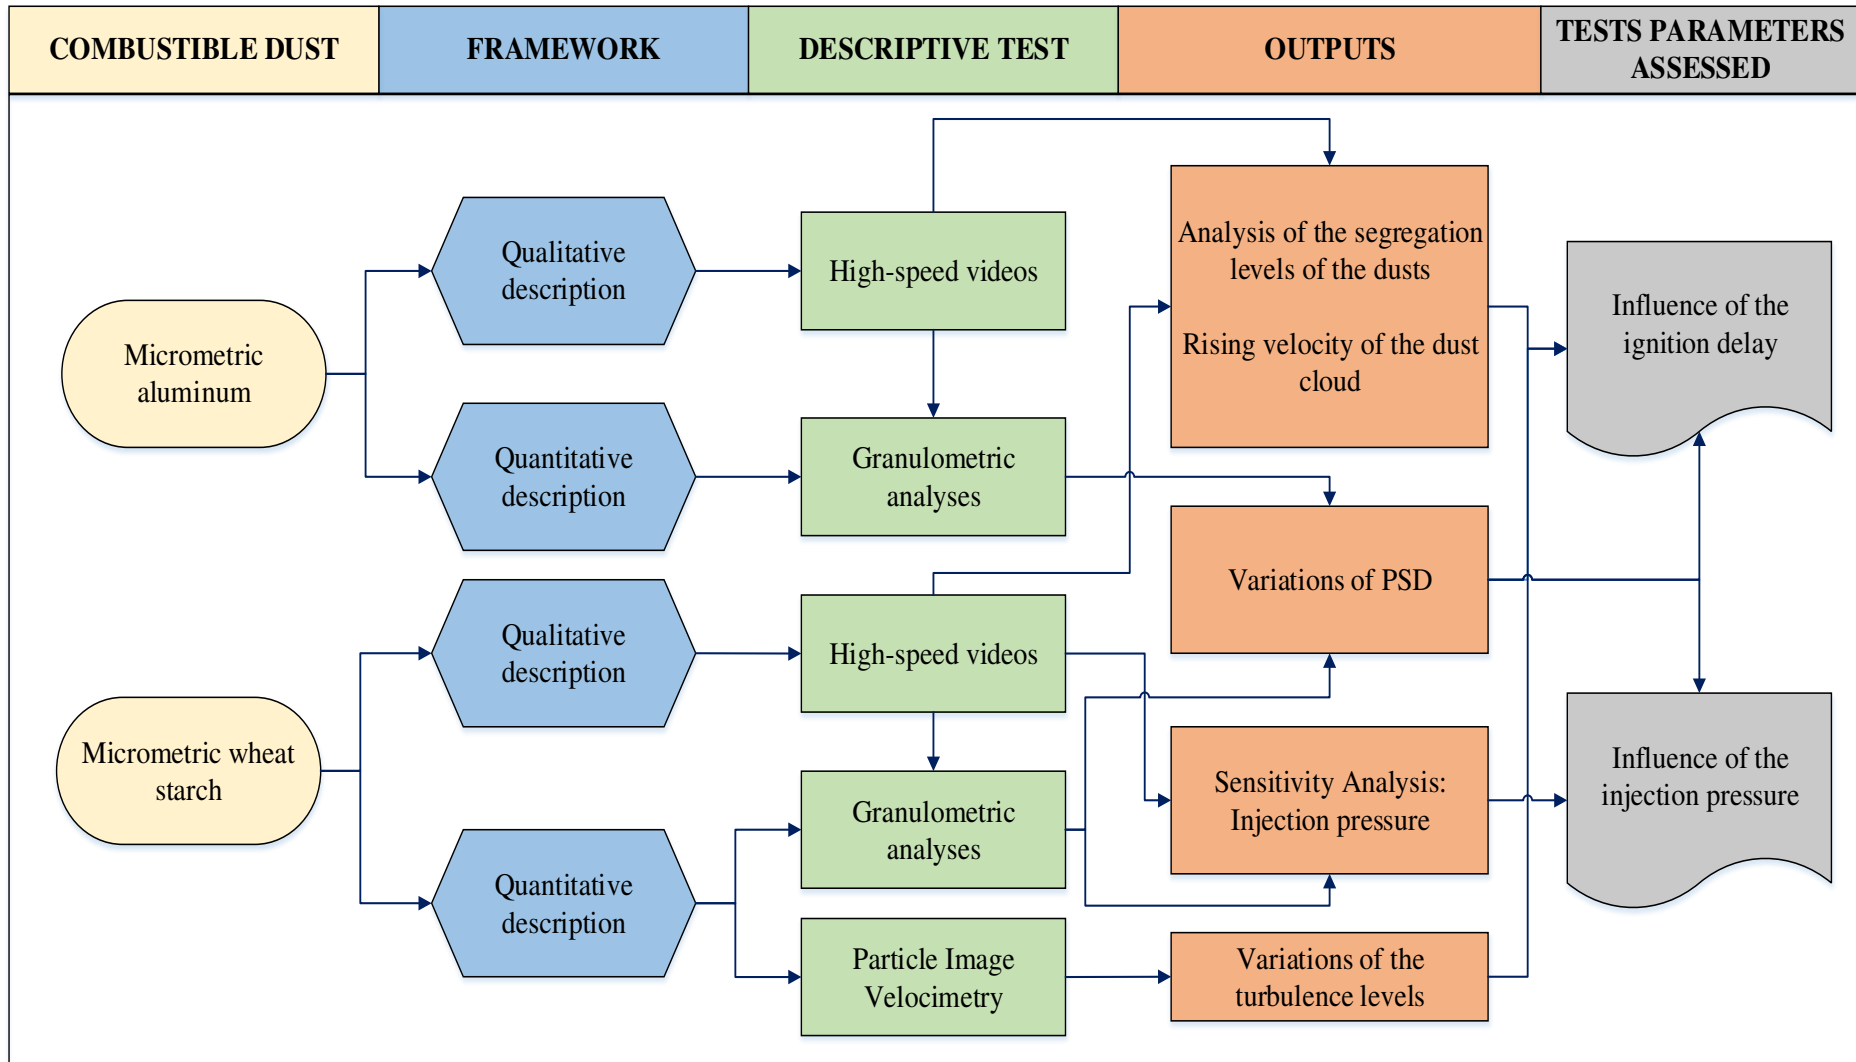 COMBUSTIBLE DUST
FRAMEWORK
DESCRIPTIVE TEST
OUTPUTS
TESTS PARAMETERS
ASSESSED
Micrometric
aluminum
Qualitative
description
High-speed videos
Analysis of the segregation
levels of the dusts
Rising velocity of the dust
cloud
Influence of the
ignition delay
Quantitative
description
Granulometric
analyses
Variations of PSD
Micrometric wheat
starch
Qualitative
description
High-speed videos
Sensitivity Analysis:
Injection pressure
Influence of the
injection pressure
Quantitative
description
Granulometric
analyses
Particle Image
Velocimetry
Variations of the
turbulence levels